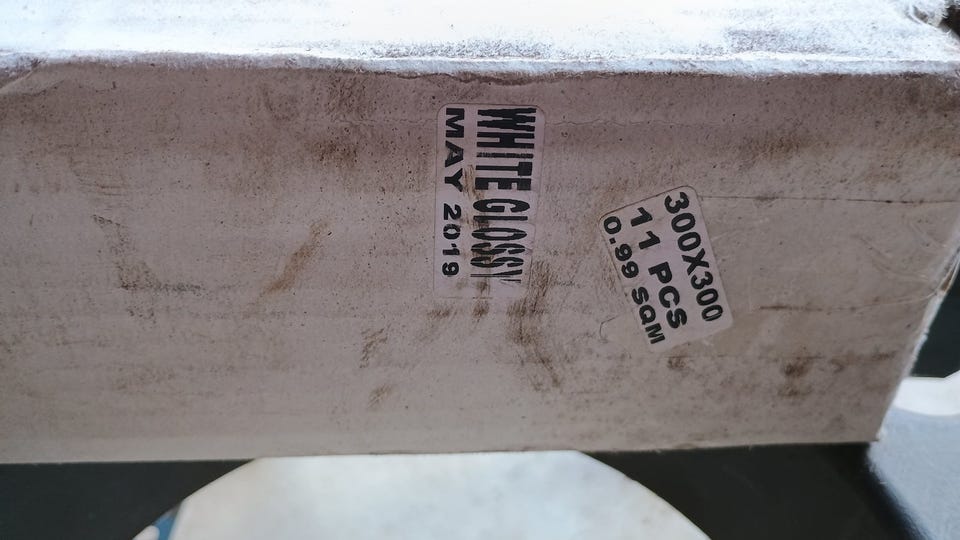 WHITE GLOSSY
MAY 2019
300X300
11 PCS
0.99 SQM